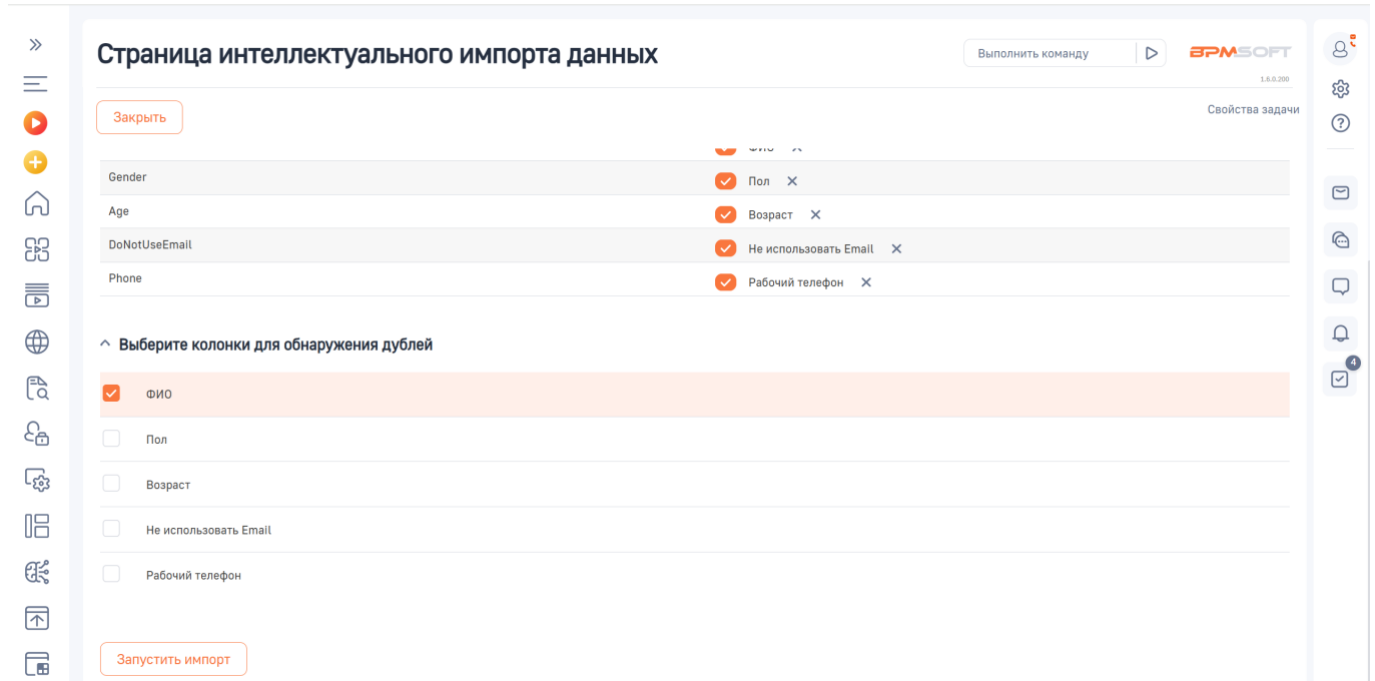 Страница интеллектуального импорта данных
Выполнить команду
BPMSOFT
1.6.0.200
Закрыть
Свойства задачи
ФИО
Gender
Пол
Age
Возраст
DoNotUseEmail
Не использовать Email
Phone
Рабочий телефон
Выберите колонки для обнаружения дублей
ФИО
Пол
Возраст
Не использовать Email
Рабочий телефон
Запустить импорт
4